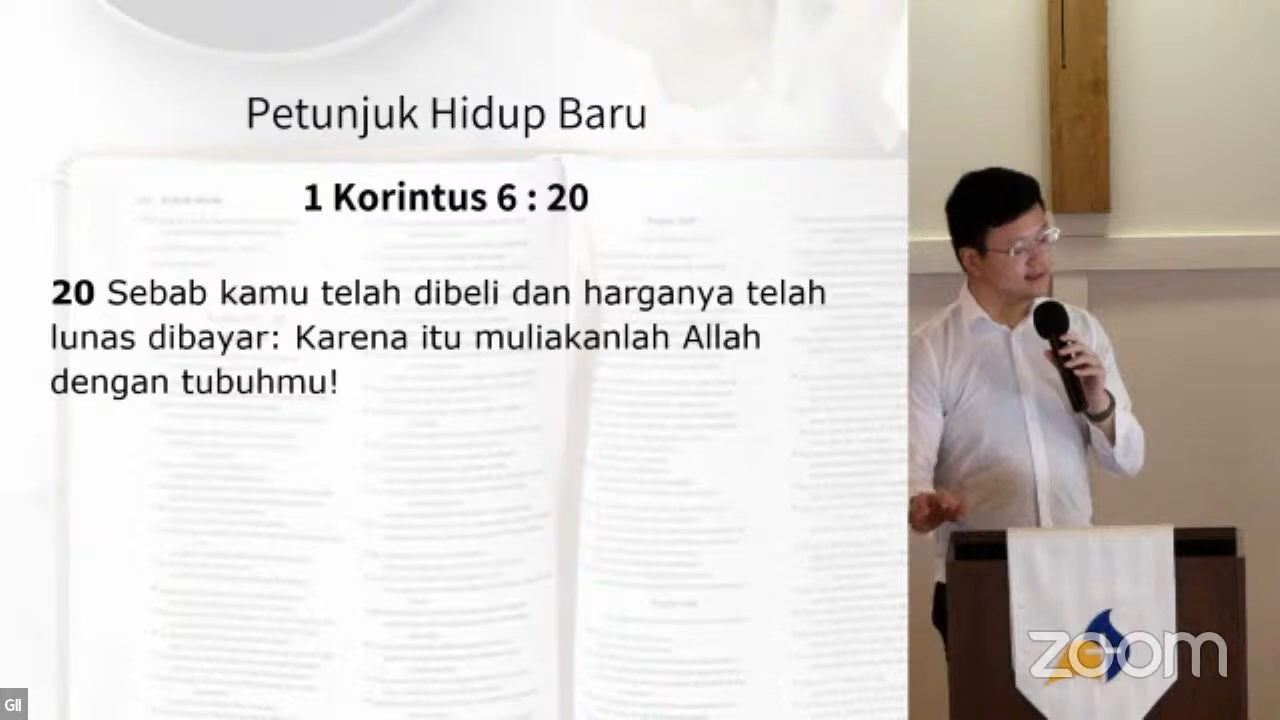 Petunjuk Hidup Baru
1 Korintus 6 : 20
20 Sebab kamu telah dibeli dan harganya telah
lunas dibayar: Karena itu muliakanlah Allah
dengan tubuhmu!
zoom
GII